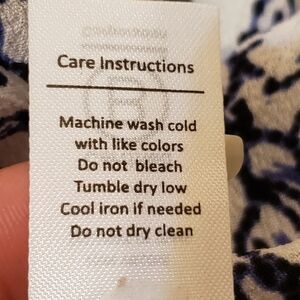 Care Instructions
Machine wash cold
with like colors
Do not bleach
Tumble dry low
Cool iron if needed
Do not dry clean